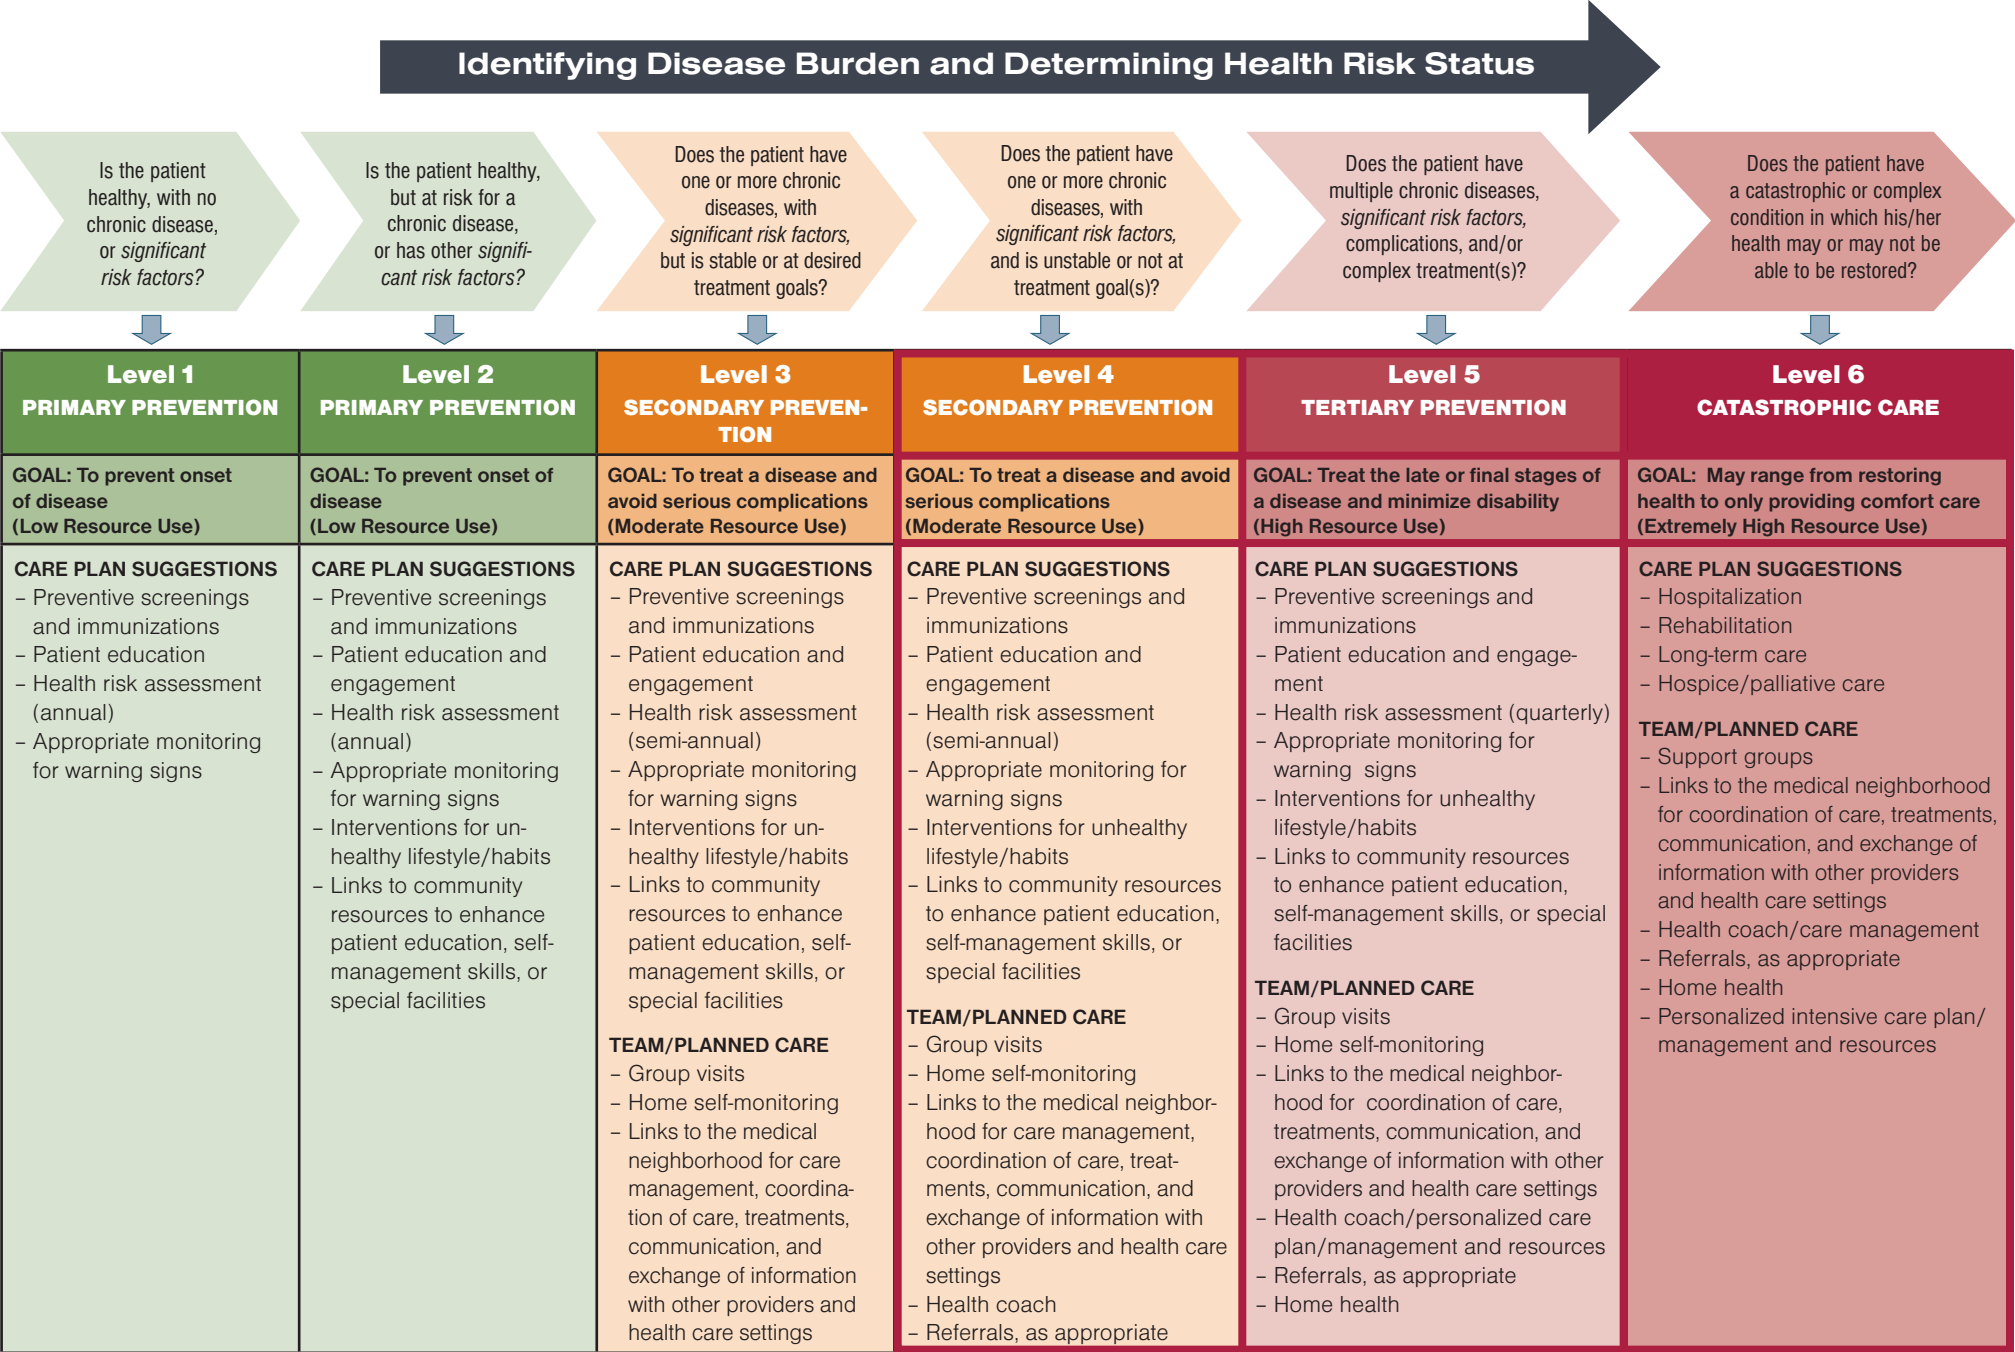 Identifying Disease Burden and Determining Health Risk Status
Is the patient
healthy, with no
chronic disease,
or significant
risk factors?
Is the patient healthy,
but at risk for a
chronic disease,
or has other signifi-
cant risk factors?
Does the patient have
one or more chronic
diseases, with
significant risk factors,
but is stable or at desired
treatment goals?
Does the patient have
one or more chronic
diseases, with
significant risk factors,
and is unstable or not at
treatment goal(s)?
Does the patient have
multiple chronic diseases,
significant risk factors,
complications, and/or
complex treatment(s)?
Does the patient have
a catastrophic or complex
condition in which his/her
health may or may not be
able to be restored?
Level 1
PRIMARY PREVENTION
GOAL: To prevent onset
of disease
(Low Resource Use)
CARE PLAN SUGGESTIONS
– Preventive screenings
and immunizations
– Patient education
– Health risk assessment
(annual)
– Appropriate monitoring
for warning signs
Level 2
PRIMARY PREVENTION
GOAL: To prevent onset of
disease
(Low Resource Use)
CARE PLAN SUGGESTIONS
– Preventive screenings
and immunizations
– Patient education and
engagement
– Health risk assessment
(annual)
– Appropriate monitoring
for warning signs
– Interventions for un-
healthy lifestyle/habits
– Links to community
resources to enhance
patient education, self-
management skills, or
special facilities
Level 3
SECONDARY PREVEN-
TION
GOAL: To treat a disease and
avoid serious complications
(Moderate Resource Use)
CARE PLAN SUGGESTIONS
– Preventive screenings
and immunizations
– Patient education and
engagement
– Health risk assessment
(semi-annual)
– Appropriate monitoring
for warning signs
– Interventions for un-
healthy lifestyle/habits
– Links to community
resources to enhance
patient education, self-
management skills, or
special facilities
TEAM/PLANNED CARE
– Group visits
– Home self-monitoring
– Links to the medical
neighborhood for care
management, coordina-
tion of care, treatments,
communication, and
exchange of information
with other providers and
health care settings
Level 4
SECONDARY PREVENTION
GOAL: To treat a disease and avoid
serious complications
(Moderate Resource Use)
CARE PLAN SUGGESTIONS
– Preventive screenings and
immunizations
– Patient education and
engagement
– Health risk assessment
(semi-annual)
– Appropriate monitoring for
warning signs
– Interventions for unhealthy
lifestyle/habits
– Links to community resources
to enhance patient education,
self-management skills, or
special facilities
TEAM/PLANNED CARE
– Group visits
– Home self-monitoring
– Links to the medical neighbor-
hood for care management,
coordination of care, treat-
ments, communication, and
exchange of information with
other providers and health care
settings
– Health coach
– Referrals, as appropriate
Level 5
TERTIARY PREVENTION
GOAL: Treat the late or final stages of
a disease and minimize disability
(High Resource Use)
CARE PLAN SUGGESTIONS
– Preventive screenings and
immunizations
– Patient education and engage-
ment
– Health risk assessment (quarterly)
– Appropriate monitoring for
warning signs
– Interventions for unhealthy
lifestyle/habits
– Links to community resources
to enhance patient education,
self-management skills, or special
facilities
TEAM/PLANNED CARE
– Group visits
– Home self-monitoring
– Links to the medical neighbor-
hood for coordination of care,
treatments, communication, and
exchange of information with other
providers and health care settings
– Health coach/personalized care
plan/management and resources
– Referrals, as appropriate
– Home health
Level 6
CATASTROPHIC CARE
GOAL: May range from restoring
health to only providing comfort care
(Extremely High Resource Use)
CARE PLAN SUGGESTIONS
– Hospitalization
– Rehabilitation
– Long-term care
– Hospice/palliative care
TEAM/PLANNED CARE
– Support groups
– Links to the medical neighborhood
for coordination of care, treatments,
communication, and exchange of
information with other providers
and health care settings
– Health coach/care management
– Referrals, as appropriate
– Home health
– Personalized intensive care plan/
management and resources